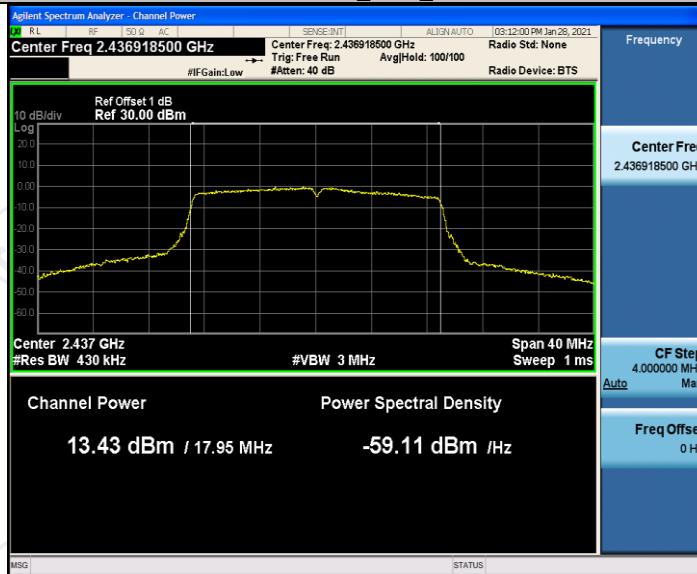 Agilent Spectrum Analyzer - Channel Power
RL RF 50 Ω AC SENSE:INT ALIGN AUTO 03:12:00 PM Jan 28, 2021
Center Freq 2.436918500 GHz
Center Freq: 2.436918500 GHz Radio Std: None
Trig: Free Run Avg|Hold: 100/100
#IFGain:Low #Atten: 40 dB Radio Device: BTS
Ref Offset 1 dB
10 dB/div Ref 30.00 dBm
Log
20.0
10.0
0.00
-10.0
-20.0
-30.0
-40.0
-50.0
-60.0
Center 2.437 GHz Span 40 MHz
#Res BW 430 kHz #VBW 3 MHz Sweep 1 ms
Channel Power Power Spectral Density
13.43 dBm / 17.95 MHz -59.11 dBm /Hz
MSG STATUS
Frequency
Center Fre
2.436918500 GH
CF Step
4.000000 MH
Auto Ma
Freq Offse
0 H